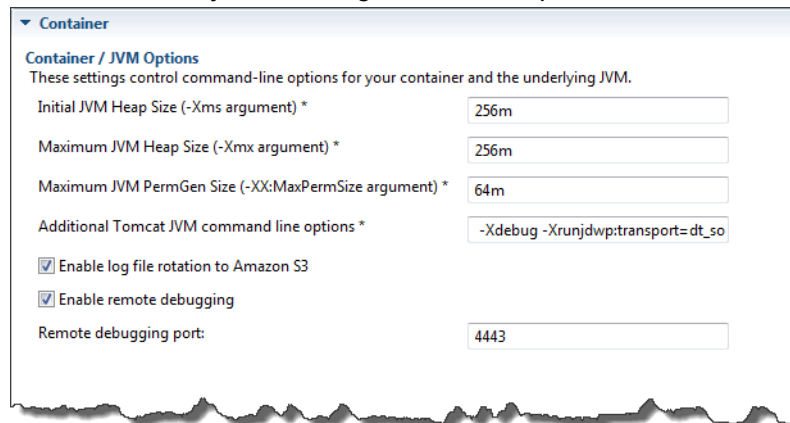 Container
Container / JVM Options
These settings control command-line options for your container and the underlying JVM.
Initial JVM Heap Size (-Xms argument) * 256m
Maximum JVM Heap Size (-Xmx argument) * 256m
Maximum JVM PermGen Size (-XX:MaxPermSize argument) * 64m
Additional Tomcat JVM command line options * -Xdebug -Xrunjdwp:transport=dt_so
Enable log file rotation to Amazon S3
Enable remote debugging
Remote debugging port: 4443